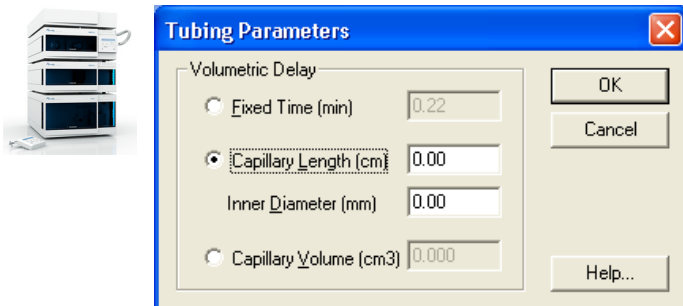 Tubing Parameters
Volumetric Delay
Fixed Time (min) 0.22
OK
Cancel
Capillary Length (cm) 0.00
Inner Diameter (mm) 0.00
Capillary Volume (cm3) 0.000
Help...